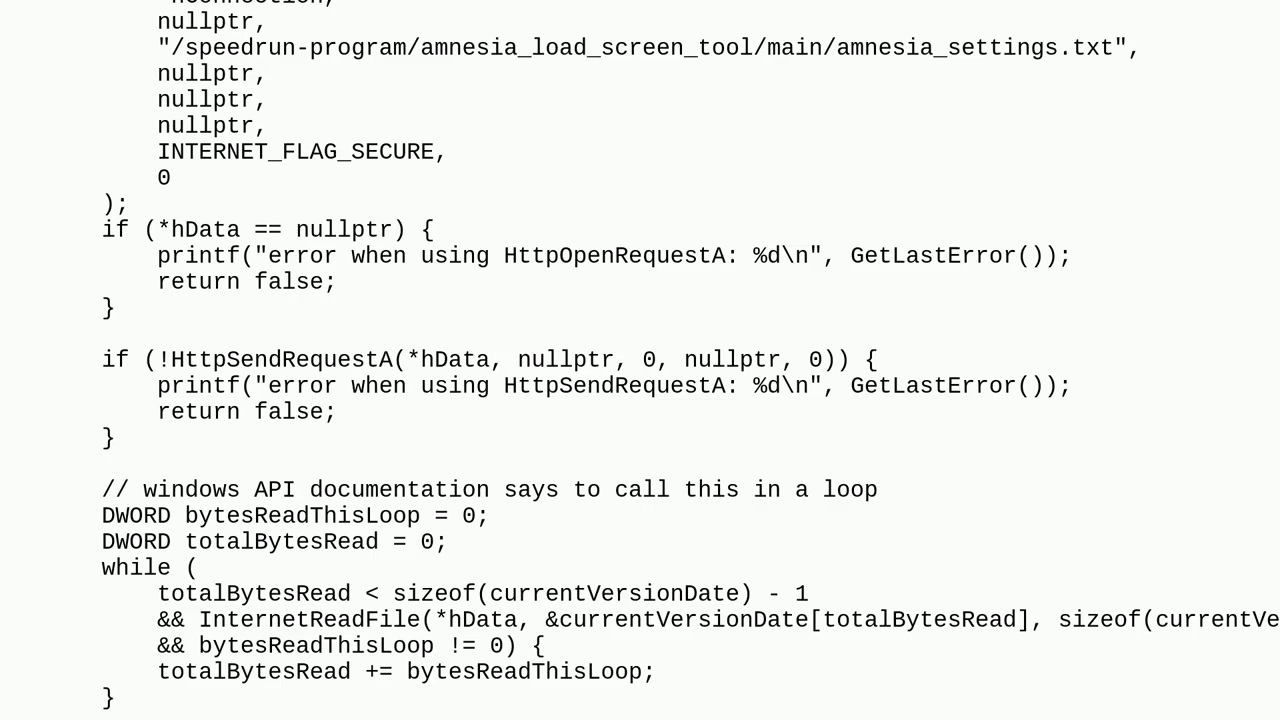 nullptr,
"/speedrun-program/amnesia_load_screen_tool/main/amnesia_settings.txt",
nullptr,
nullptr,
nullptr,
INTERNET_FLAG_SECURE,
0
);
if (*hData == nullptr) {
printf("error when using HttpOpenRequestA: %d\n", GetLastError());
return false;
}
if (!HttpSendRequestA(*hData, nullptr, 0, nullptr, 0)) {
printf("error when using HttpSendRequestA: %d\n", GetLastError());
return false;
}
// windows API documentation says to call this in a loop
DWORD bytesReadThisLoop = 0;
DWORD totalBytesRead = 0;
while (
totalBytesRead < sizeof(currentVersionDate) - 1
&& InternetReadFile(*hData, &currentVersionDate[totalBytesRead], sizeof(currentVe
&& bytesReadThisLoop != 0) {
totalBytesRead += bytesReadThisLoop;
}